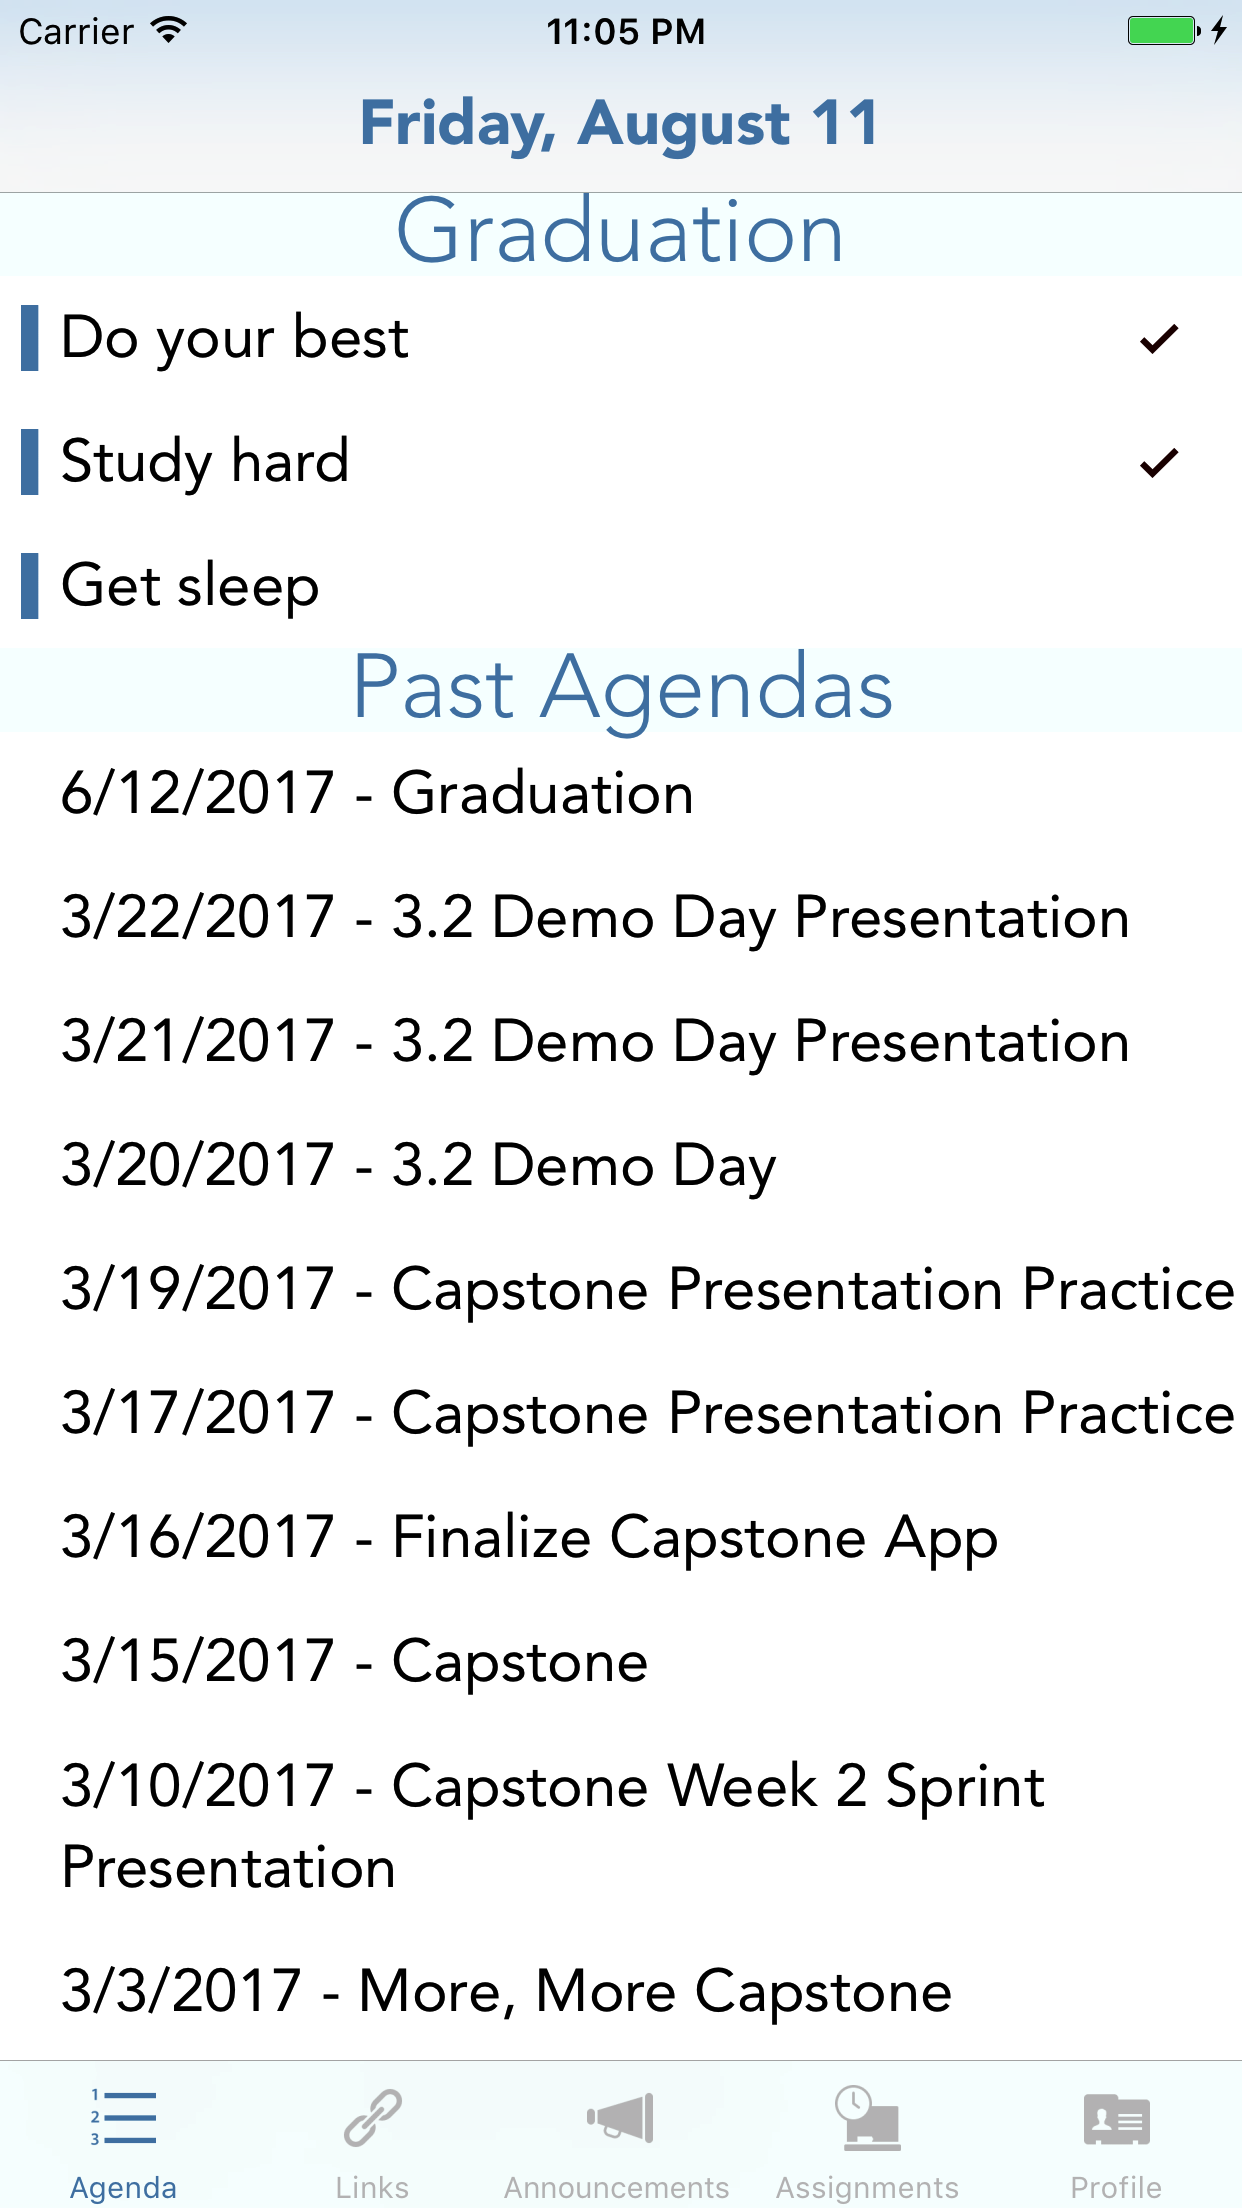 Carrier 11:05 PM
Friday, August 11
Graduation
Do your best
Study hard
Get sleep
Past Agendas
6/12/2017 - Graduation
3/22/2017 - 3.2 Demo Day Presentation
3/21/2017 - 3.2 Demo Day Presentation
3/20/2017 - 3.2 Demo Day
3/19/2017 - Capstone Presentation Practice
3/17/2017 - Capstone Presentation Practice
3/16/2017 - Finalize Capstone App
3/15/2017 - Capstone
3/10/2017 - Capstone Week 2 Sprint
Presentation
3/3/2017 - More, More Capstone
1
2
3
Agenda Links Announcements Assignments Profile